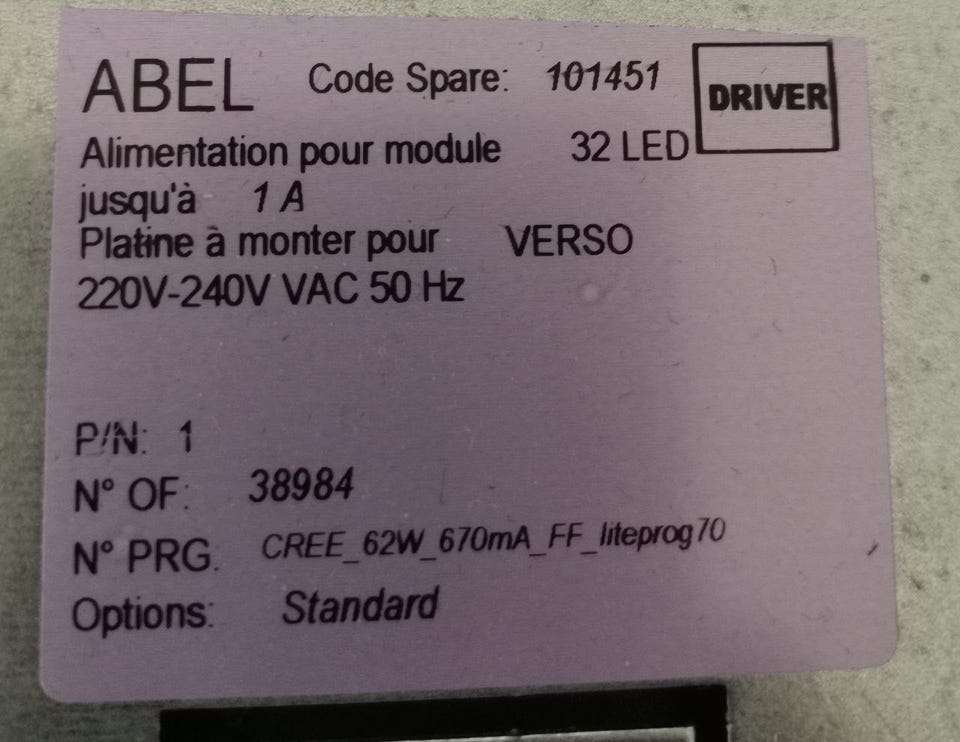 ABEL Code Spare: 101451 DRIVER
Alimentation pour module 32 LED
jusqu'à 1 A
Platine à monter pour VERSO
220V-240V VAC 50 Hz
P/N: 1
N° OF: 38984
N° PRG. CREE_62W_670mA_FF_liteprog70
Options: Standard